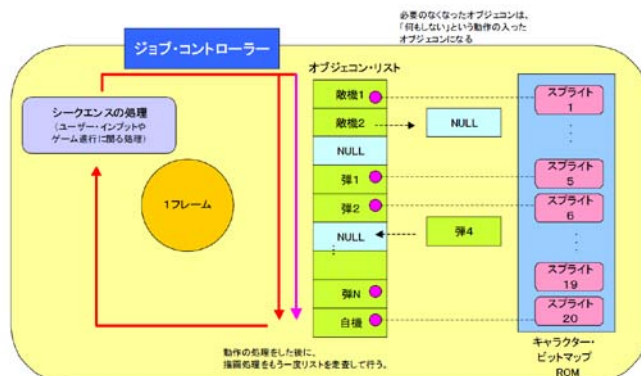 必要のなくなったオブジェコンは、
「何もしない」という動作の入った
オブジェコンになる
ジョブ・コントローラー
オブジェコン・リスト
シークエンスの処理
(ユーザー・インプットや
ゲーム進行に関る処理)
1フレーム
敵機1
敵機2
NULL
弾1
弾2
NULL
⋮
弾N
自機
NULL
弾4
スプライト
1
⋮
スプライト
5
スプライト
6
⋮
スプライト
19
スプライト
20
キャラクター・
ビットマップ
ROM
動作の処理をした後に、
描画処理をもう一度リストを走査して行う。